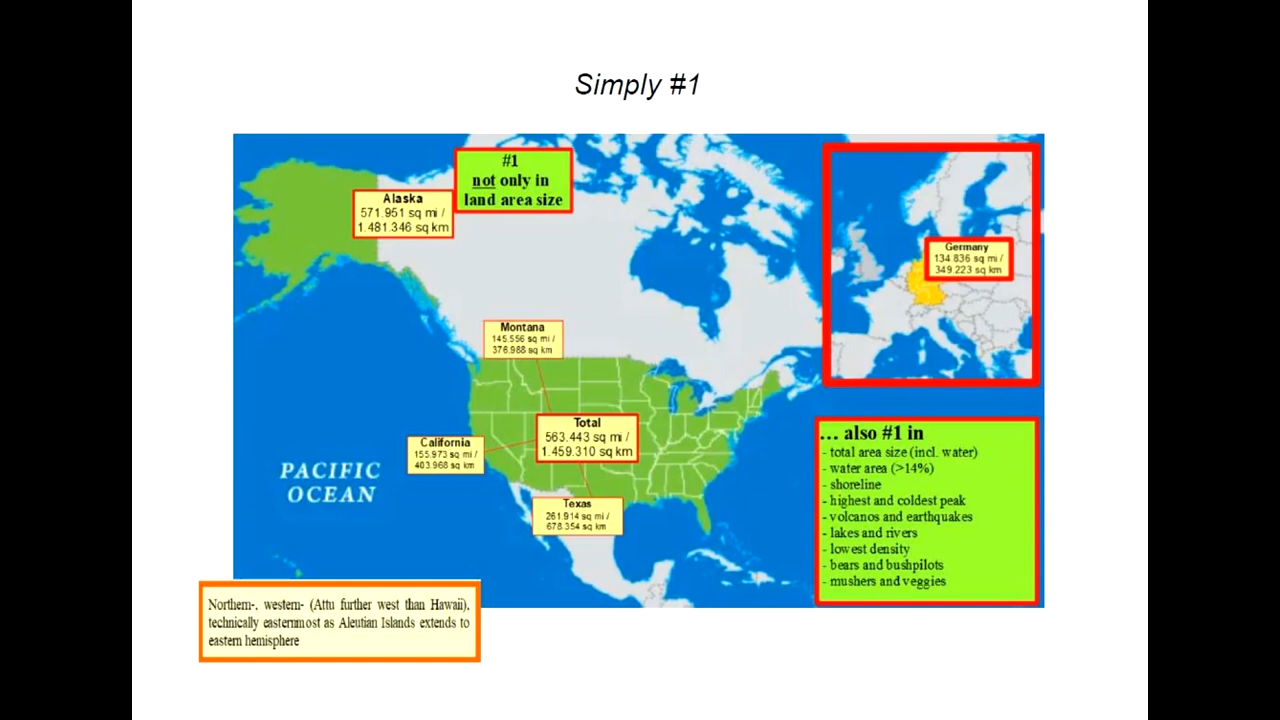 Simply #1
#1
not only in
land area size
Alaska
571.951 sq mi /
1.481.346 sq km
Germany
134.836 sq mi /
349.223 sq km
Montana
145.556 sq mi /
376.988 sq km
Total
563.443 sq mi /
1.459.310 sq km
California
155.973 sq mi /
403.968 sq km
Texas
261.914 sq mi /
678.354 sq km
PACIFIC
OCEAN
... also #1 in
- total area size (incl. water)
- water area (>14%)
- shoreline
- highest and coldest peak
- volcanos and earthquakes
- lakes and rivers
- lowest density
- bears and bushpilots
- mushers and veggies
Northern-, western- (Attu further west than Hawaii),
technically easternmost as Aleutian Islands extends to
eastern hemisphere